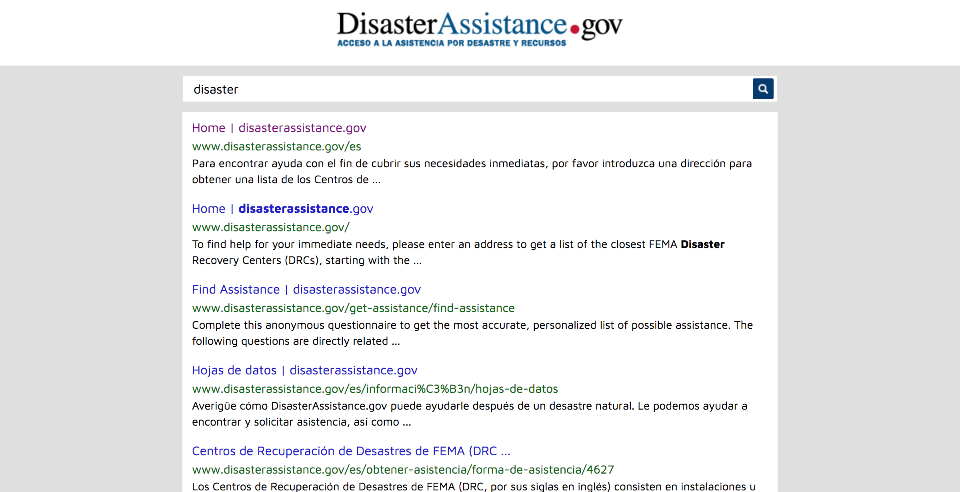 DisasterAssistance.gov
ACCESO A LA ASISTENCIA POR DESASTRE Y RECURSOS
disaster
Home | disasterassistance.gov
www.disasterassistance.gov/es
Para encontrar ayuda con el fin de cubrir sus necesidades inmediatas, por favor introduzca una dirección para
obtener una lista de los Centros de ...
Home | disasterassistance.gov
www.disasterassistance.gov/
To find help for your immediate needs, please enter an address to get a list of the closest FEMA Disaster
Recovery Centers (DRCs), starting with the ...
Find Assistance | disasterassistance.gov
www.disasterassistance.gov/get-assistance/find-assistance
Complete this anonymous questionnaire to get the most accurate, personalized list of possible assistance. The
following questions are directly related ...
Hojas de datos | disasterassistance.gov
www.disasterassistance.gov/es/informaci%C3%B3n/hojas-de-datos
Averigüe cómo DisasterAssistance.gov puede ayudarle después de un desastre natural. Le podemos ayudar a
encontrar y solicitar asistencia, así como ...
Centros de Recuperación de Desastres de FEMA (DRC ...
www.disasterassistance.gov/es/obtener-asistencia/forma-de-asistencia/4627
Los Centros de Recuperación de Desastres de FEMA (DRC, por sus siglas en inglés) consisten en instalaciones u